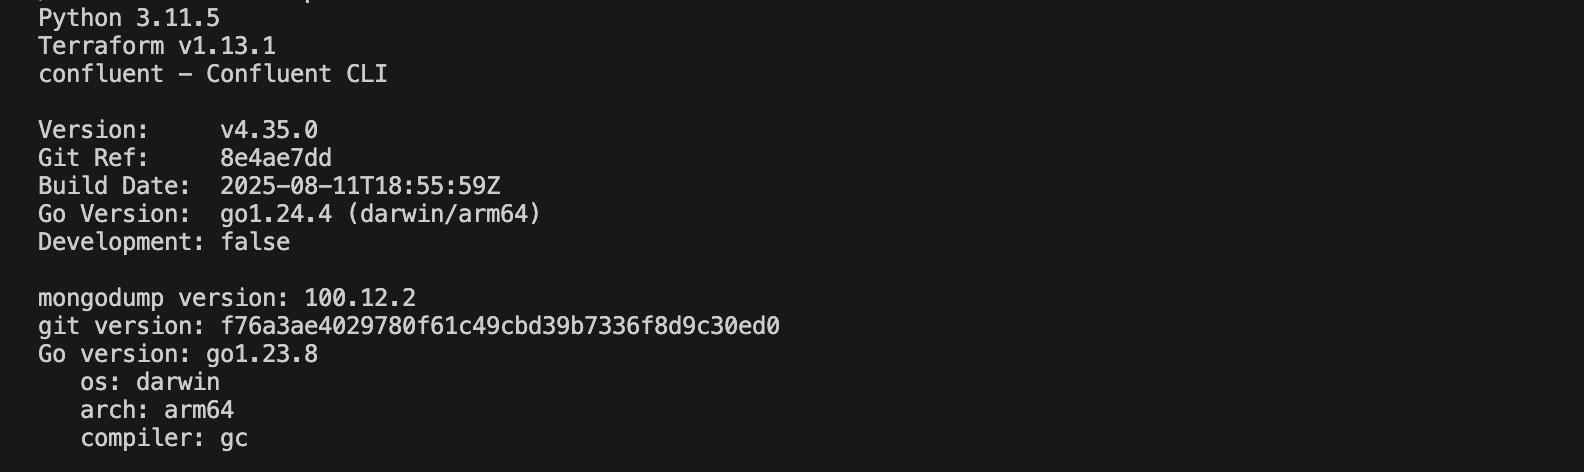 Python 3.11.5
Terraform v1.13.1
confluent - Confluent CLI

Version:     v4.35.0
Git Ref:     8e4ae7dd
Build Date:  2025-08-11T18:55:59Z
Go Version:  go1.24.4 (darwin/arm64)
Development: false

mongodump version: 100.12.2
git version: f76a3ae4029780f61c49cbd39b7336f8d9c30ed0
Go version: go1.23.8
   os: darwin
   arch: arm64
   compiler: gc